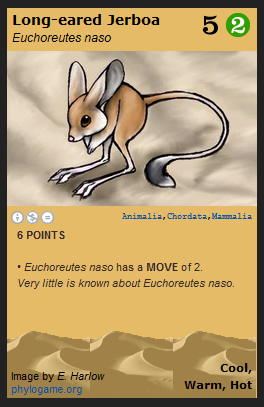 Long-eared Jerboa 5 2
Euchoreutes naso
Animalia,Chordata,Mammalia
6 POINTS
• Euchoreutes naso has a MOVE of 2.
Very little is known about Euchoreutes naso.
Cool,
Image by E. Harlow Warm, Hot
phylogame.org